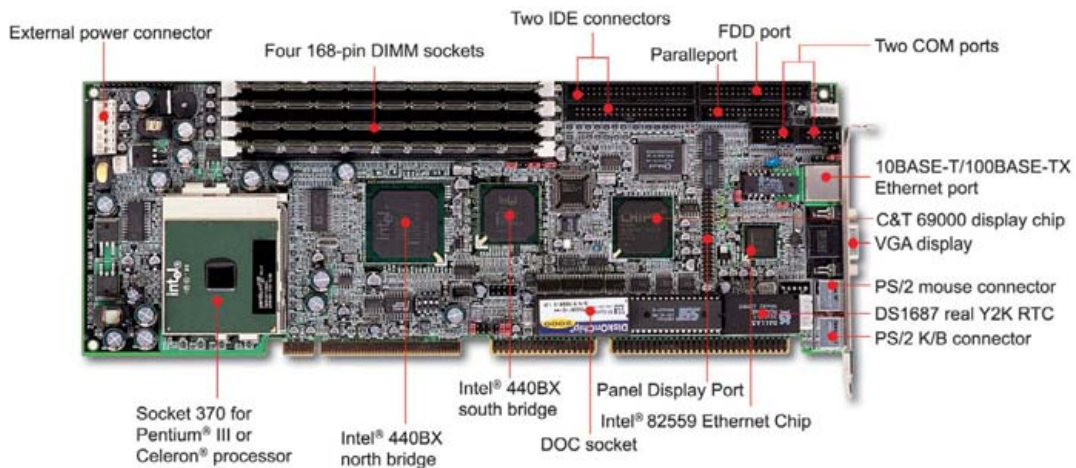 Two IDE connectors
FDD port
External power connector
Four 168-pin DIMM sockets
Paralleport
Two COM ports
10BASE-T/100BASE-TX
Ethernet port
C&T 69000 display chip
VGA display
PS/2 mouse connector
DS1687 real Y2K RTC
PS/2 K/B connector
intel
DiskOnChip
2000
Panel Display Port
Intel® 82559 Ethernet Chip
DOC socket
Intel® 440BX
south bridge
Intel® 440BX
north bridge
Socket 370 for
Pentium® III or
Celeron® processor